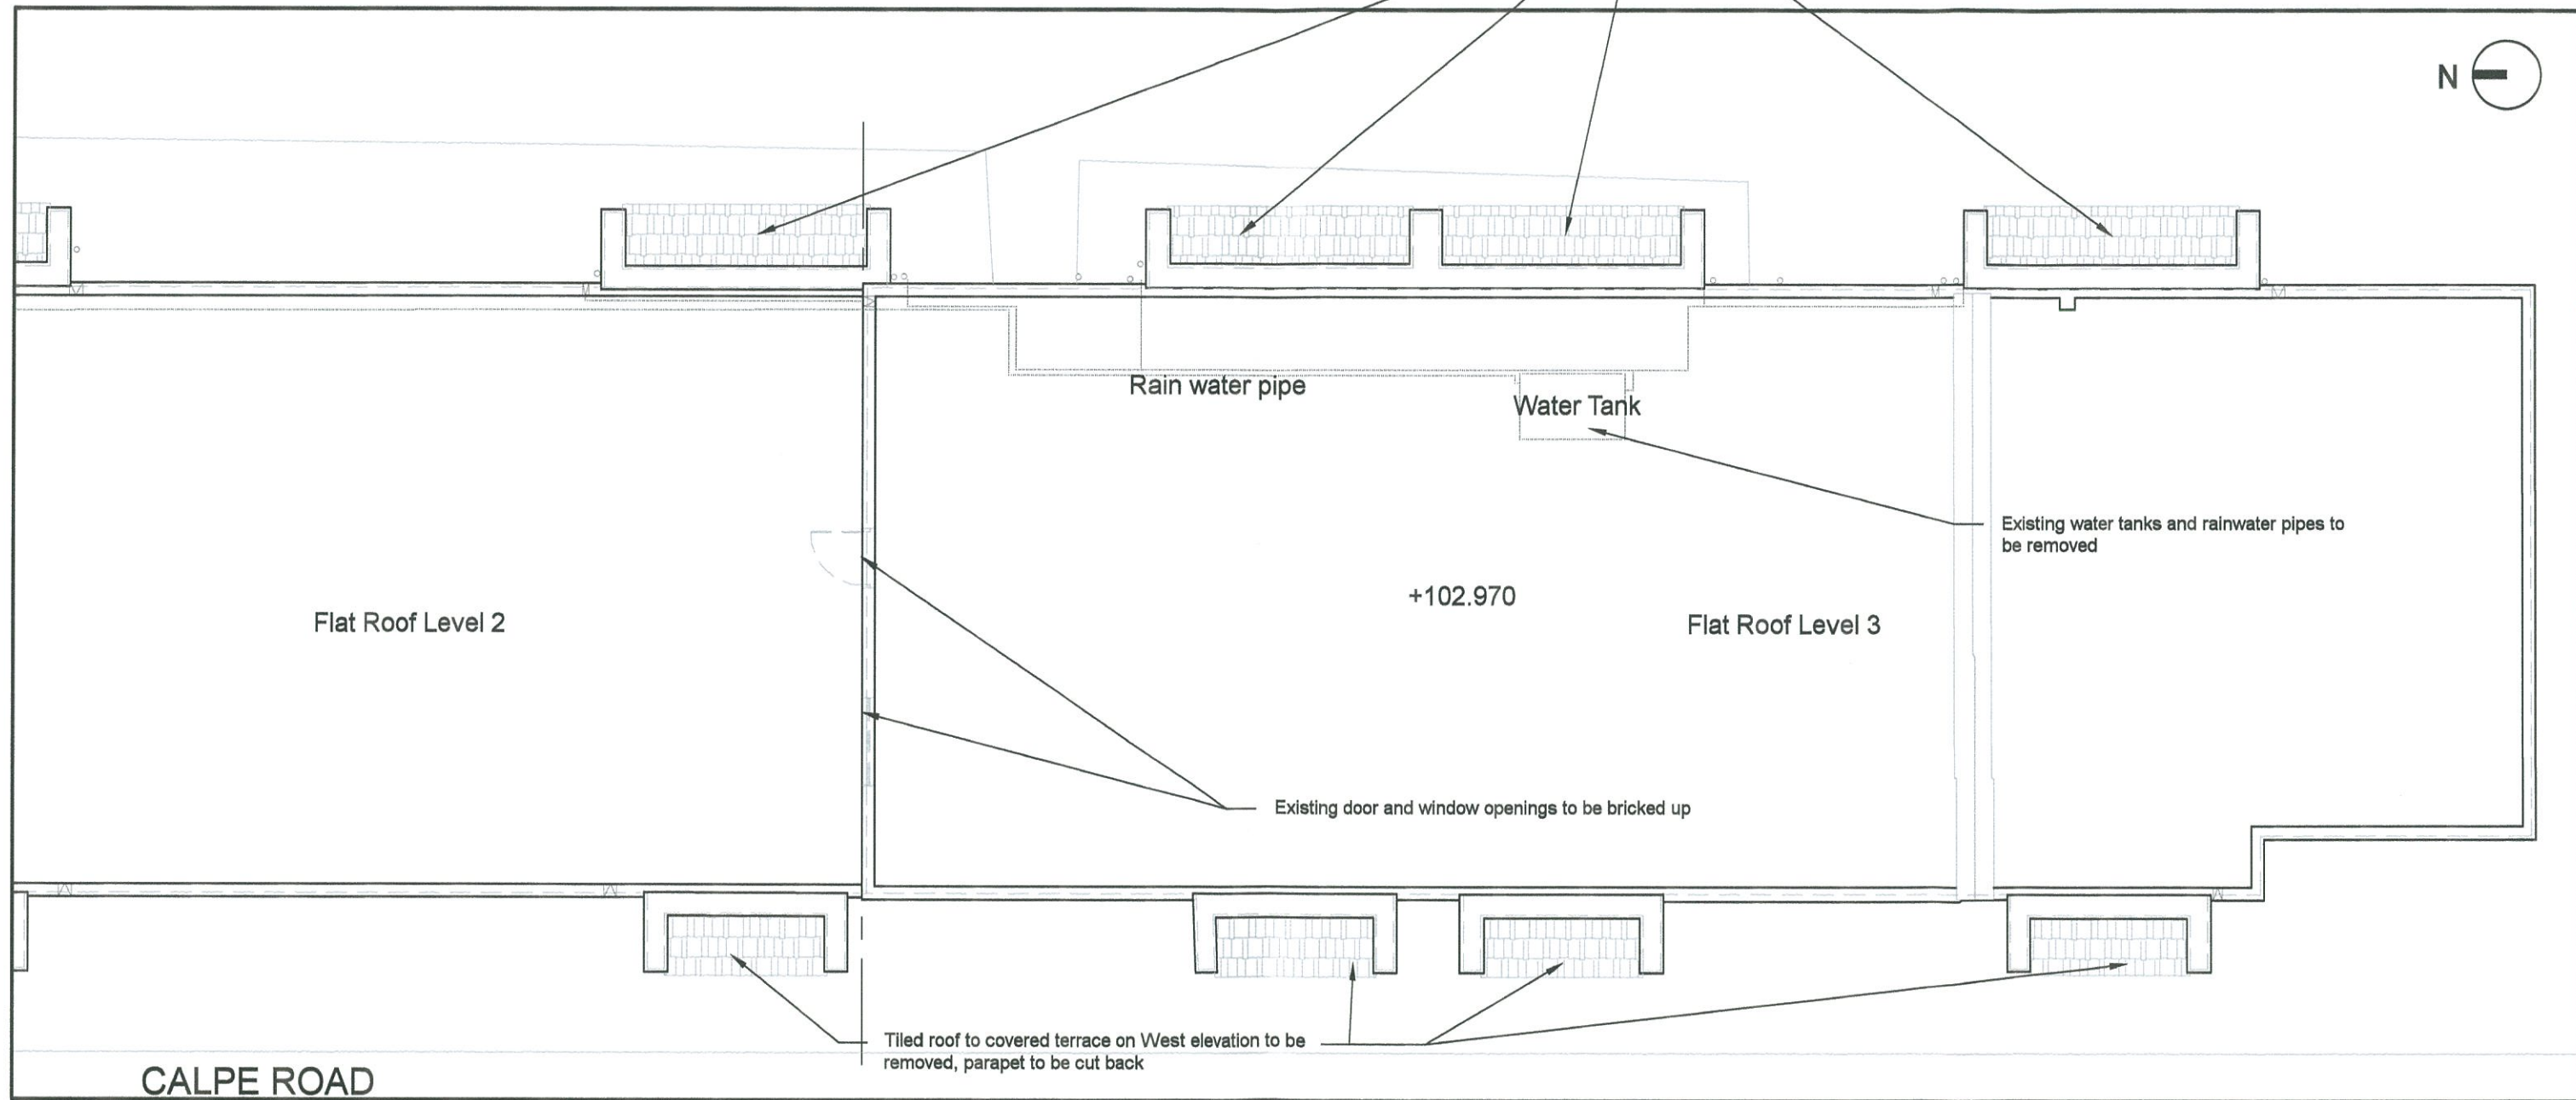 N
Rain water pipe
Water Tank
Existing water tanks and rainwater pipes to
be removed
+102.970
Flat Roof Level 2
Flat Roof Level 3
Existing door and window openings to be bricked up
Tiled roof to covered terrace on West elevation to be
removed, parapet to be cut back
CALPE ROAD